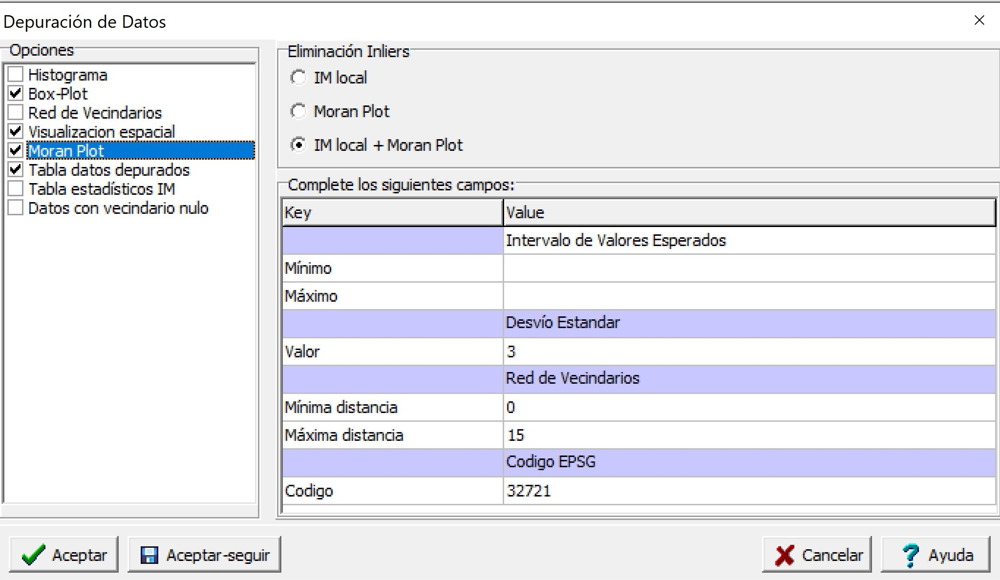 Depuración de Datos
Opciones
Histograma
Box-Plot
Red de Vecindarios
Visualizacion espacial
Moran Plot
Tabla datos depurados
Tabla estadísticos IM
Datos con vecindario nulo
Eliminación Inliers
IM local
Moran Plot
IM local + Moran Plot
Complete los siguientes campos:
Key Value
Intervalo de Valores Esperados
Mínimo
Máximo
Desvío Estandar
Valor 3
Red de Vecindarios
Mínima distancia 0
Máxima distancia 15
Codigo EPSG
Codigo 32721
Aceptar Aceptar-seguir Cancelar Ayuda